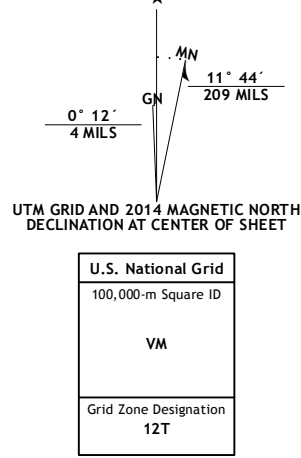 MN
11° 44´
209 MILS
GN
0° 12´
4 MILS
UTM GRID AND 2014 MAGNETIC NORTH
DECLINATION AT CENTER OF SHEET
U.S. National Grid
100,000-m Square ID
VM
Grid Zone Designation
12T